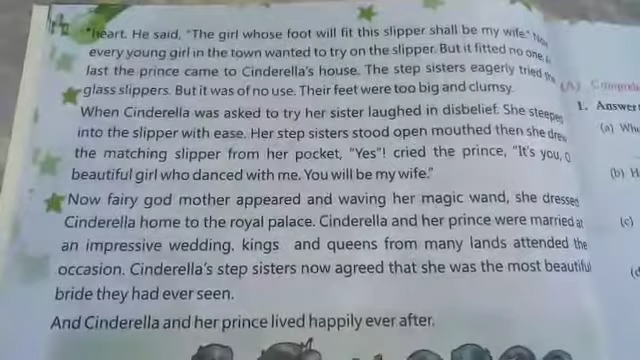 heart. He said, "The girl whose foot will fit this slipper shall be my wife." Now
every young girl in the town wanted to try on the slipper. But it fitted no one
last the prince came to Cinderella's house. The step sisters eagerly tried the
glass slippers. But it was of no use. Their feet were too big and clumsy.
When Cinderella was asked to try her sister laughed in disbelief. She steeped
into the slipper with ease. Her step sisters stood open mouthed then she drew
the matching slipper from her pocket, "Yes"! cried the prince, "It's you,
beautiful girl who danced with me. You will be my wife."
Now fairy god mother appeared and waving her magic wand, she dressed
Cinderella home to the royal palace. Cinderella and her prince were married at
an impressive wedding. kings and queens from many lands attended the
occasion. Cinderella's step sisters now agreed that she was the most beautiful
bride they had ever seen.
And Cinderella and her prince lived happily ever after.
(A)
1. Answer
(a)
(b) H
(c)
(d